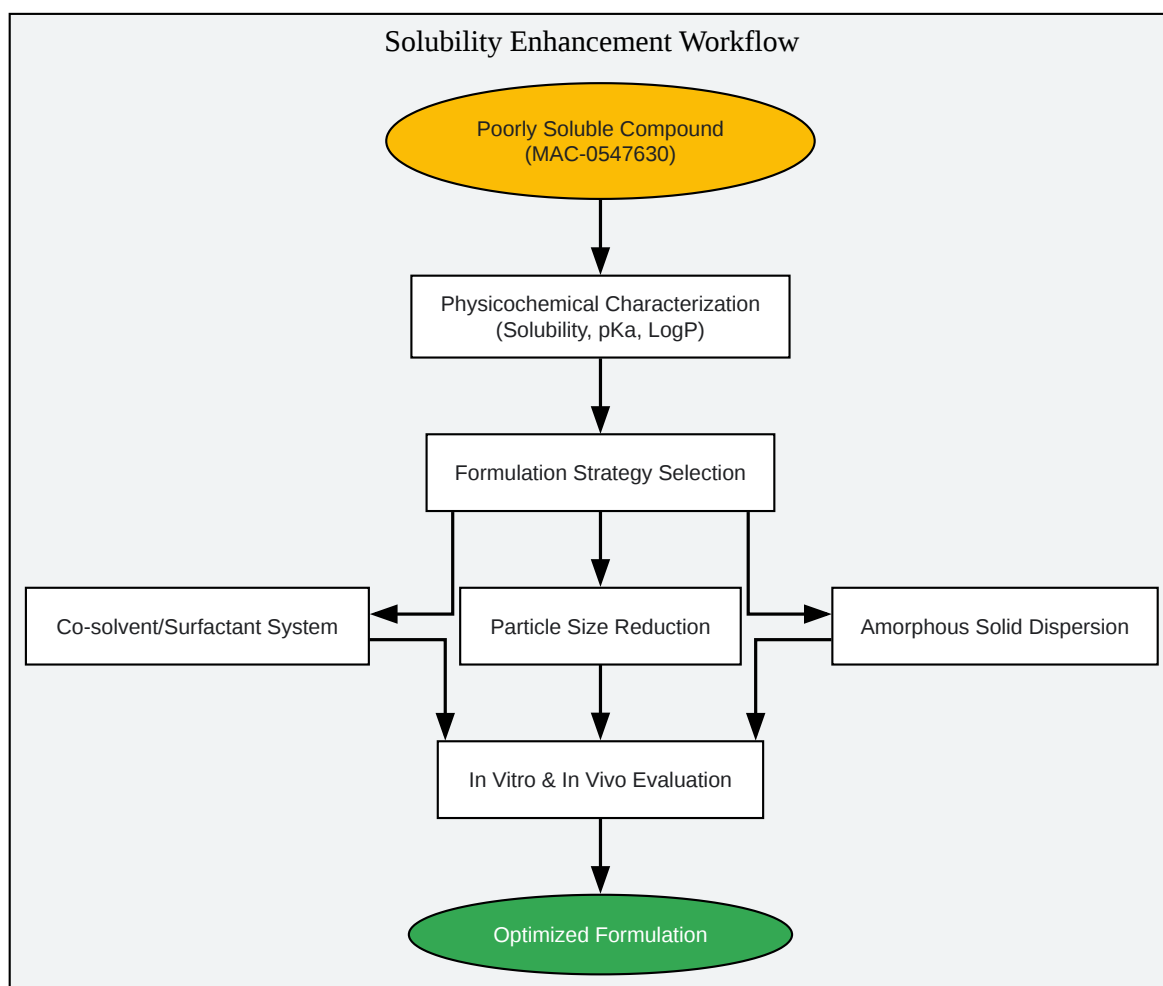 Solubility Enhancement Workflow
Poorly Soluble Compound
(MAC-0547630)
Physicochemical Characterization
(Solubility, pKa, LogP)
Formulation Strategy Selection
Co-solvent/Surfactant System
Particle Size Reduction
Amorphous Solid Dispersion
In Vitro & In Vivo Evaluation
Optimized Formulation